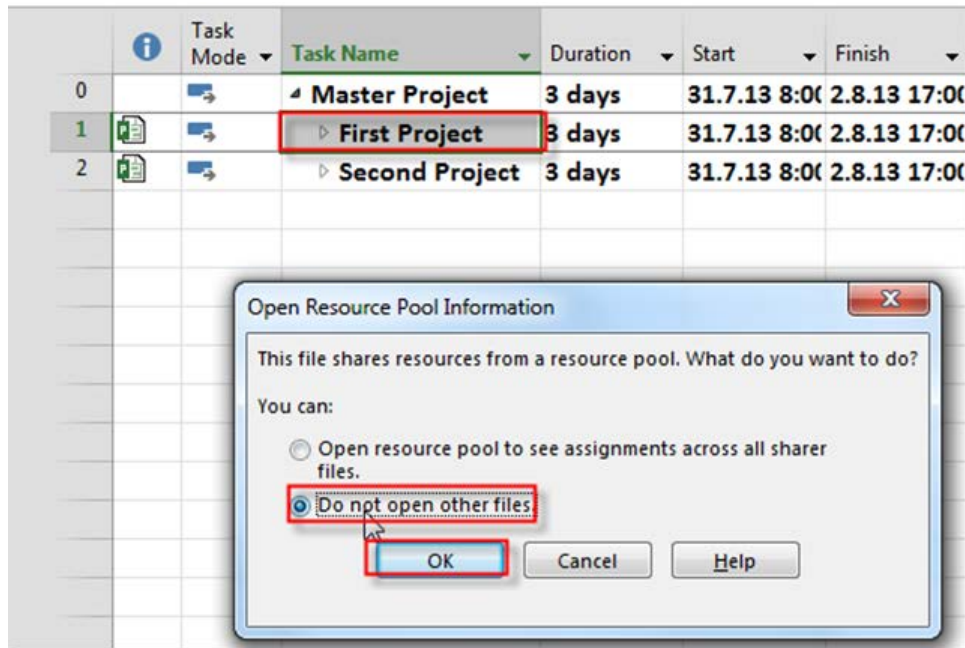 Task
Mode Task Name Duration Start Finish
0 Master Project 3 days 31.7.13 8:00 2.8.13 17:00
1 First Project 3 days 31.7.13 8:00 2.8.13 17:00
2 Second Project 3 days 31.7.13 8:00 2.8.13 17:00
Open Resource Pool Information
This file shares resources from a resource pool. What do you want to do?
You can:
Open resource pool to see assignments across all sharer
files.
Do not open other files.
OK Cancel Help